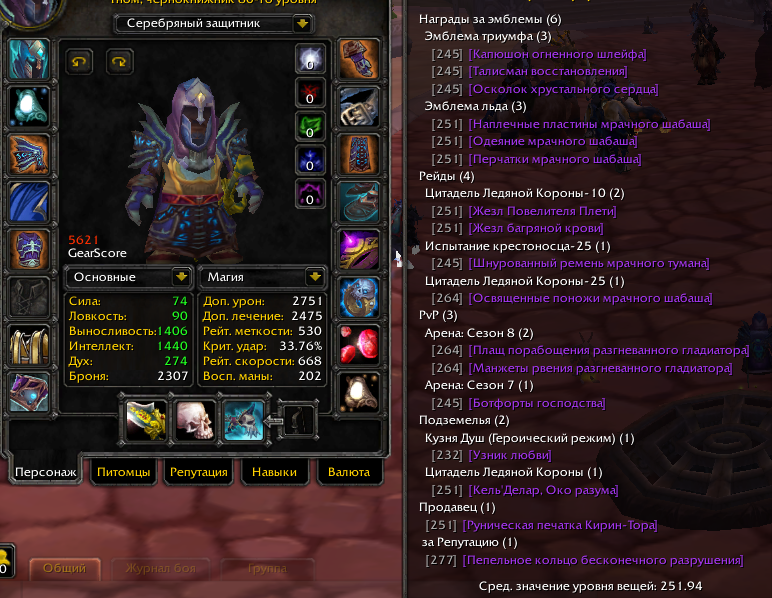 Гном, чернокнижник 80-го уровня
Серебряный защитник
0
0
0
0
0
5621
GearScore
Основные
Магия
Сила: 74
Ловкость: 90
Выносливость: 1406
Интеллект: 1440
Дух: 274
Броня: 2307
Доп. урон: 2751
Доп. лечение: 2475
Рейт. меткости: 530
Крит. удар: 33.76%
Рейт. скорости: 668
Восп. маны: 202
Персонаж
Питомцы
Репутация
Навыки
Валюта
0
Общий
Журнал боя
Группа
Награды за эмблемы (6)
Эмблема триумфа (3)
[245] [Капюшон огненного шлейфа]
[245] [Талисман восстановления]
[245] [Осколок хрустального сердца]
Эмблема льда (3)
[251] [Наплечные пластины мрачного шабаша]
[251] [Одеяние мрачного шабаша]
[251] [Перчатки мрачного шабаша]
Рейды (4)
Цитадель Ледяной Короны-10 (2)
[251] [Жезл Повелителя Плети]
[251] [Жезл багряной крови]
Испытание крестоносца-25 (1)
[245] [Шнурованный ремень мрачного тумана]
Цитадель Ледяной Короны-25 (1)
[264] [Освященные поножи мрачного шабаша]
PvP (3)
Арена: Сезон 8 (2)
[264] [Плащ порабощения разгневанного гладиатора]
[264] [Манжеты рвения разгневанного гладиатора]
Арена: Сезон 7 (1)
[245] [Ботфорты господства]
Подземелья (2)
Кузня Душ (Героический режим) (1)
[232] [Узник любви]
Цитадель Ледяной Короны (1)
[251] [Кель'Делар, Око разума]
Продавец (1)
[251] [Руническая печатка Кирин-Тора]
за Репутацию (1)
[277] [Пепельное кольцо бесконечного разрушения]
Сред. значение уровня вещей: 251.94